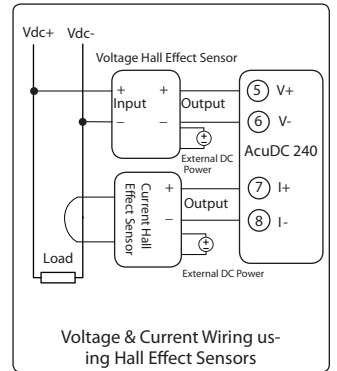 Vdc+ Vdc-
Voltage Hall Effect Sensor
+ + 
Input Output
− −
External DC
Power
5 V+
6 V-
AcuDC 240
7 I+
8 I-
Current Hall
Effect Sensor
+
Output
−
External DC Power
Load
Voltage & Current Wiring us-
ing Hall Effect Sensors